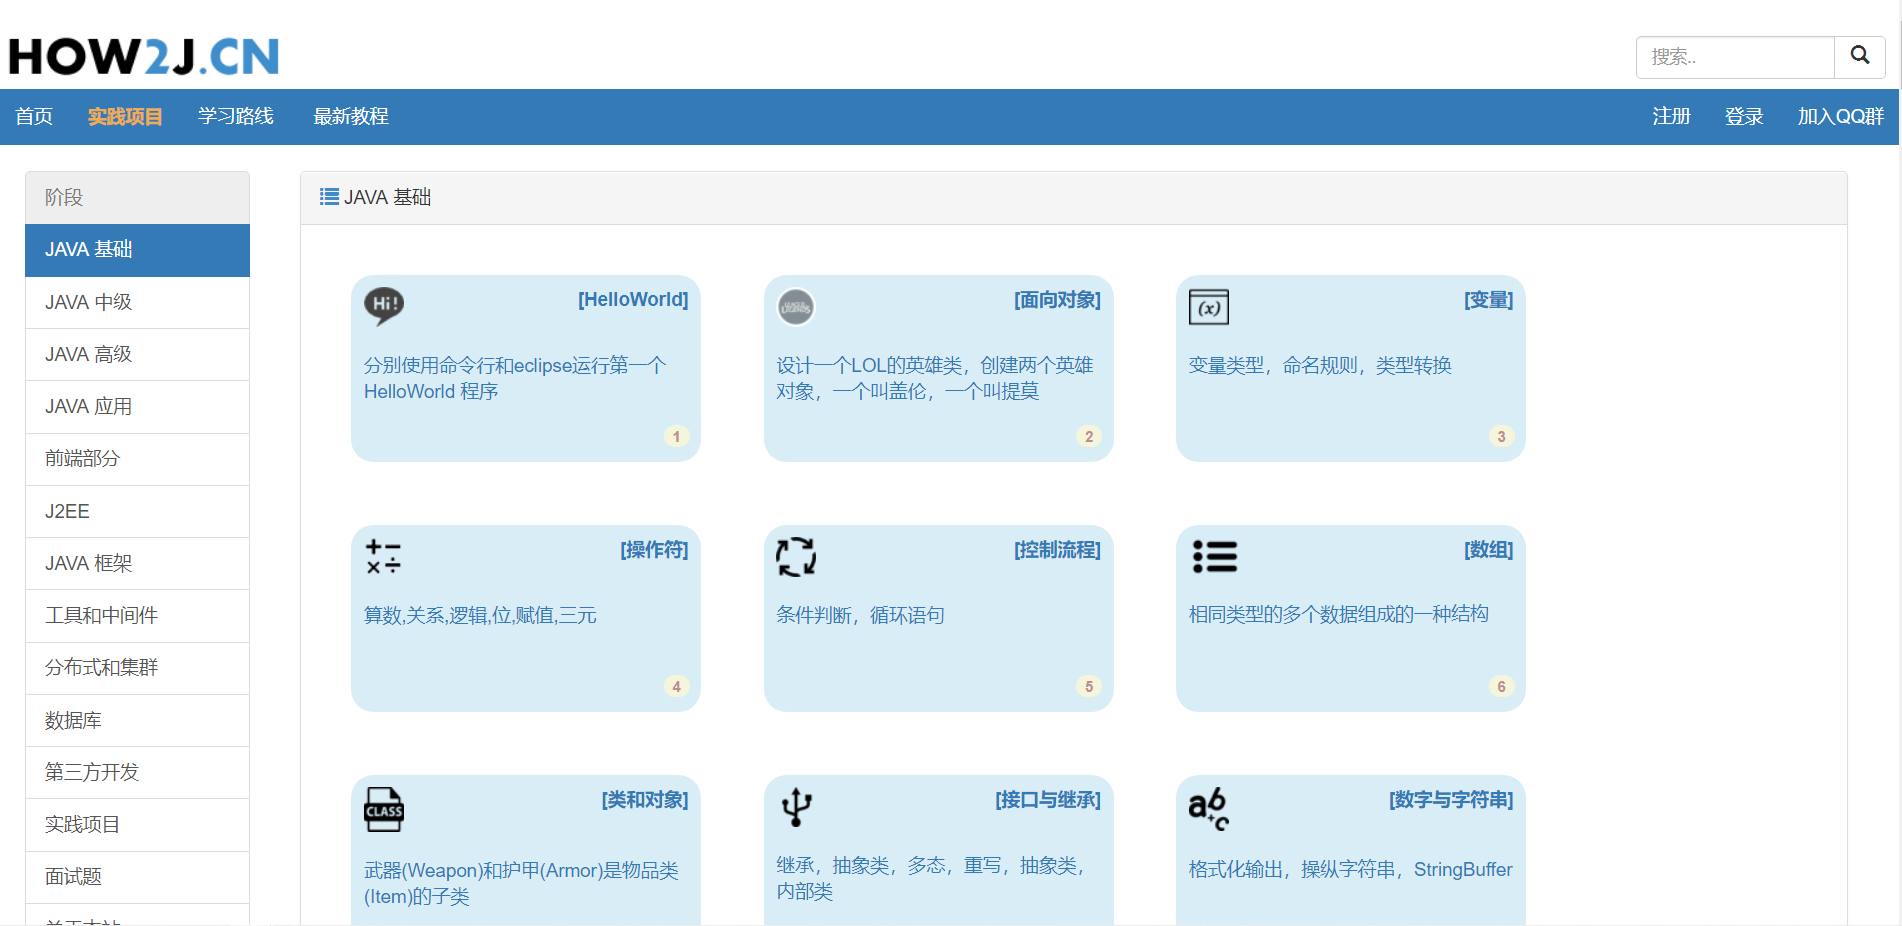 HOW2J.CN
搜索..
首页 实践项目 学习路线 最新教程 注册 登录 加入QQ群
阶段
JAVA 基础
JAVA 中级
JAVA 高级
JAVA 应用
前端部分
J2EE
JAVA 框架
工具和中间件
分布式和集群
数据库
第三方开发
实践项目
面试题
JAVA 基础
Hi!
[HelloWorld]
分别使用命令行和eclipse运行第一个
HelloWorld 程序
1
LEAGUE LEGENDS
[面向对象]
设计一个LOL的英雄类，创建两个英雄
对象，一个叫盖伦，一个叫提莫
2
(x)
[变量]
变量类型，命名规则，类型转换
3
[操作符]
算数,关系,逻辑,位,赋值,三元
4
[控制流程]
条件判断，循环语句
5
[数组]
相同类型的多个数据组成的一种结构
6
CLASS
[类和对象]
武器(Weapon)和护甲(Armor)是物品类
(Item)的子类
[接口与继承]
继承，抽象类，多态，重写，抽象类，
内部类
ab+c
[数字与字符串]
格式化输出，操纵字符串，StringBuffer